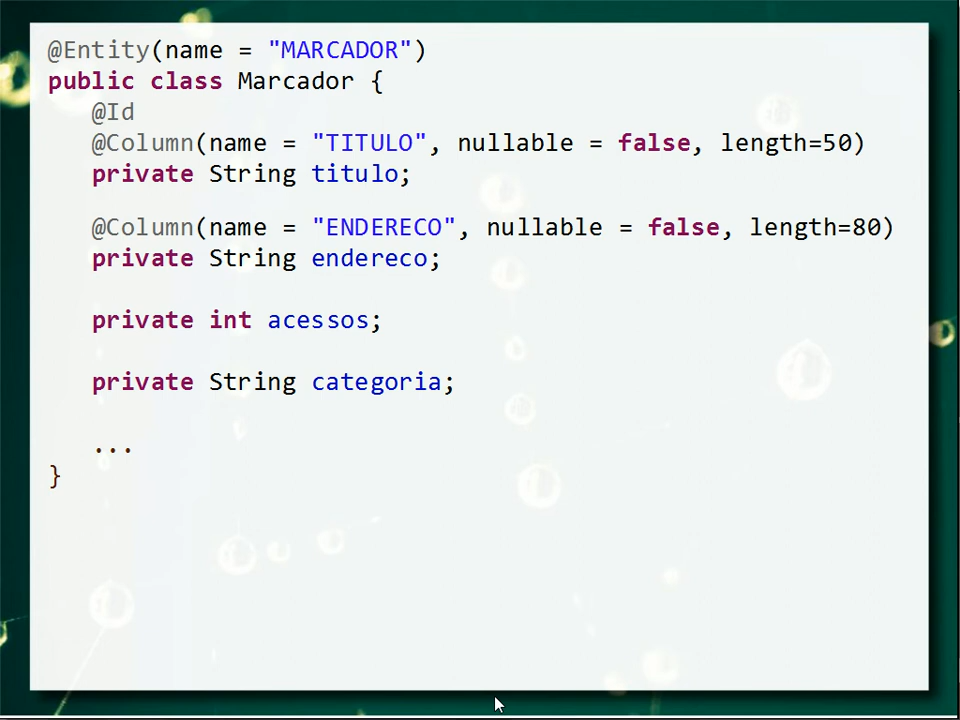 @Entity(name = "MARCADOR")
public class Marcador {
@Id
@Column(name = "TITULO", nullable = false, length=50)
private String titulo;
@Column(name = "ENDERECO", nullable = false, length=80)
private String endereco;
private int acessos;
private String categoria;
...
}